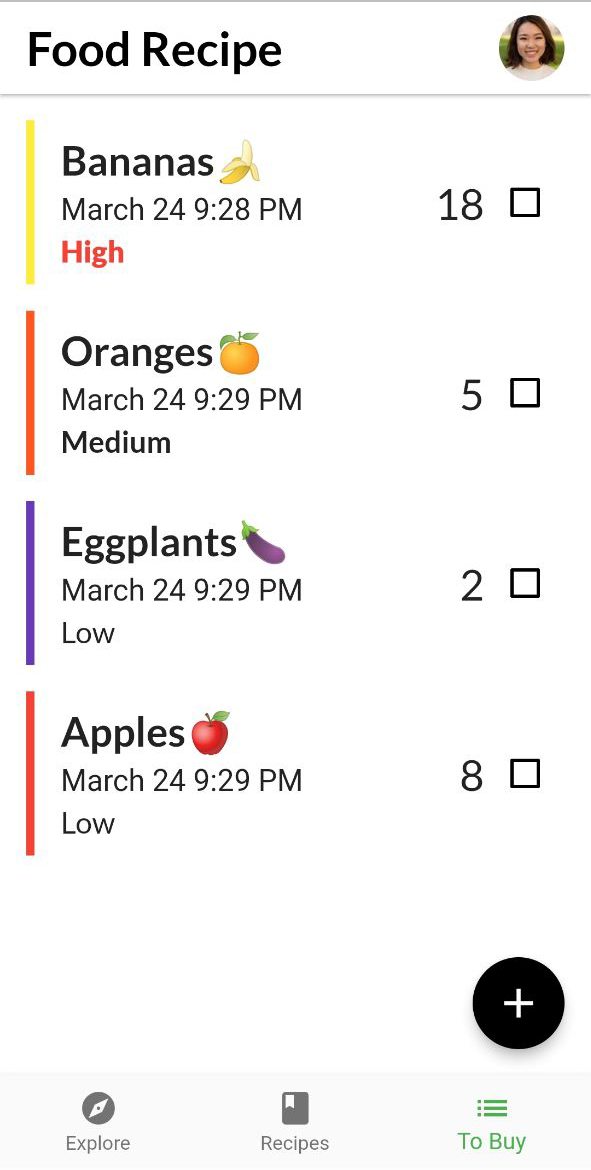 Food Recipe
Bananas🍌
March 24 9:28 PM
High
18
Oranges🍊
March 24 9:29 PM
Medium
5
Eggplants🍆
March 24 9:29 PM
Low
2
Apples🍎
March 24 9:29 PM
Low
8
+
Explore
Recipes
To Buy